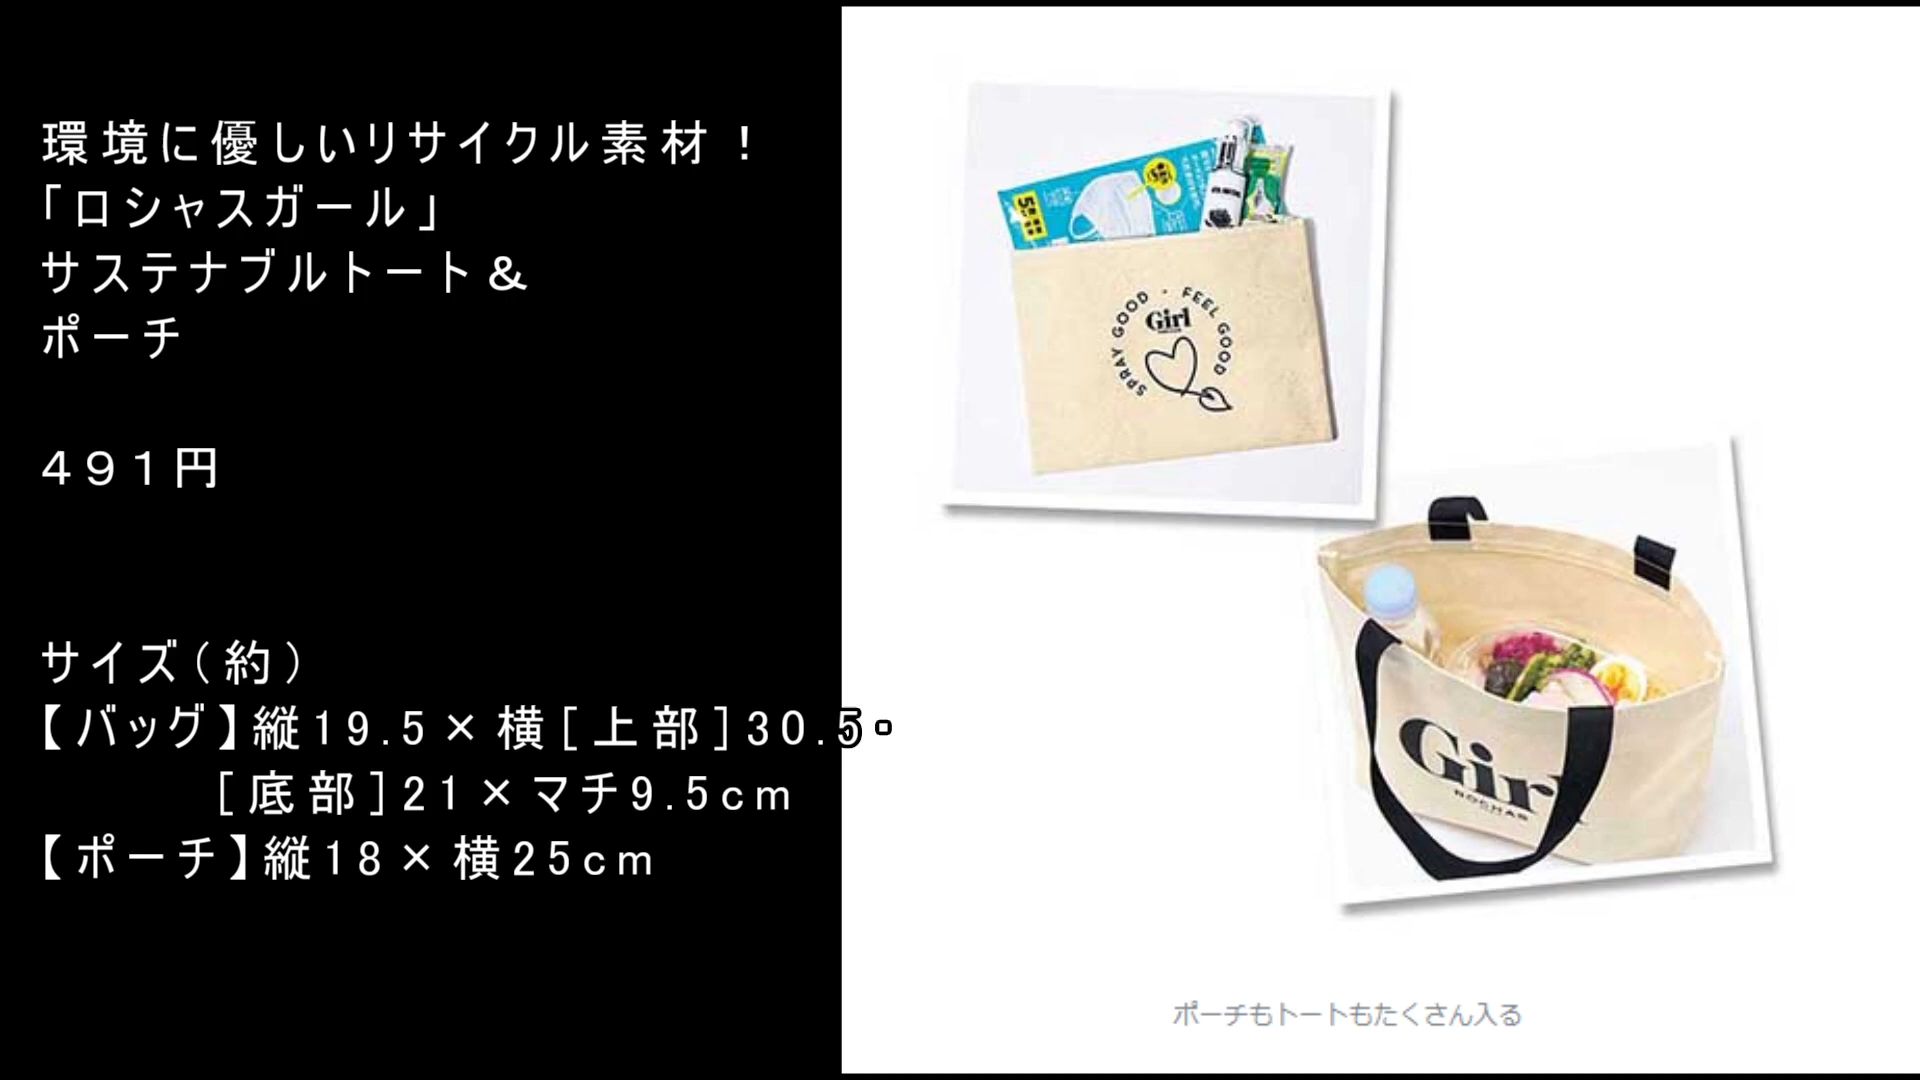 環境に優しいリサイクル素材！
「ロシャスガール」
サステナブルトート＆
ポーチ
４９１円
サイズ(約)
【バッグ】縦19.5×横[上部]30.5・
[底部]21×マチ9.5cm
【ポーチ】縦18×横25cm
SPRAY GOOD · FEEL GOOD
Girl
Girl
ROCHAS
ポーチもトートもたくさん入る